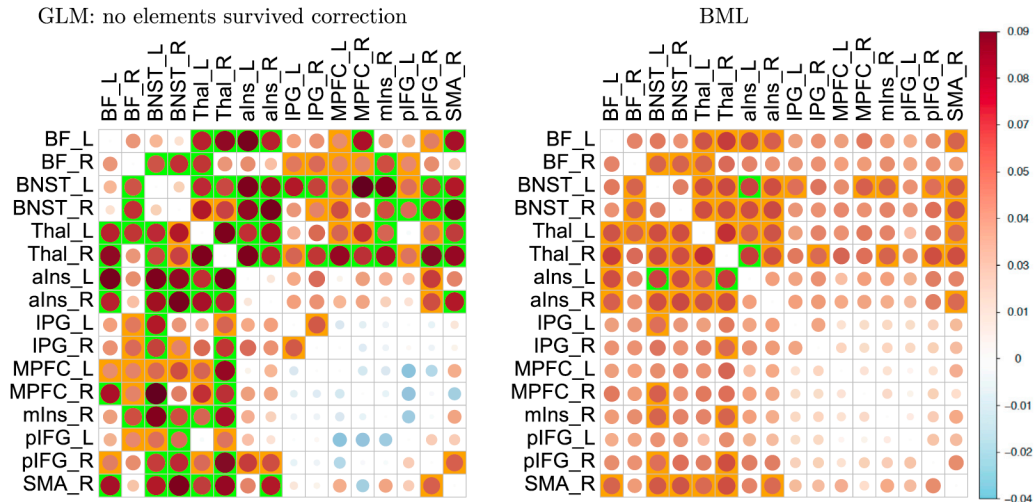 GLM: no elements survived correction
BML
BF_L BF_R BNST_L BNST_R Thal_L Thal_R aIns_L aIns_R IPG_L IPG_R MPFC_L MPFC_R mIns_R pIFG_L pIFG_R SMA_R
BF_L BF_R BNST_L BNST_R Thal_L Thal_R aIns_L aIns_R IPG_L IPG_R MPFC_L MPFC_R mIns_R pIFG_L pIFG_R SMA_R
BF_L
BF_R
BNST_L
BNST_R
Thal_L
Thal_R
aIns_L
aIns_R
IPG_L
IPG_R
MPFC_L
MPFC_R
mIns_R
pIFG_L
pIFG_R
SMA_R
BF_L
BF_R
BNST_L
BNST_R
Thal_L
Thal_R
aIns_L
aIns_R
IPG_L
IPG_R
MPFC_L
MPFC_R
mIns_R
pIFG_L
pIFG_R
SMA_R
0.09
0.08
0.06
0.05
0.04
0.03
0.01
0
-0.01
-0.03
-0.04